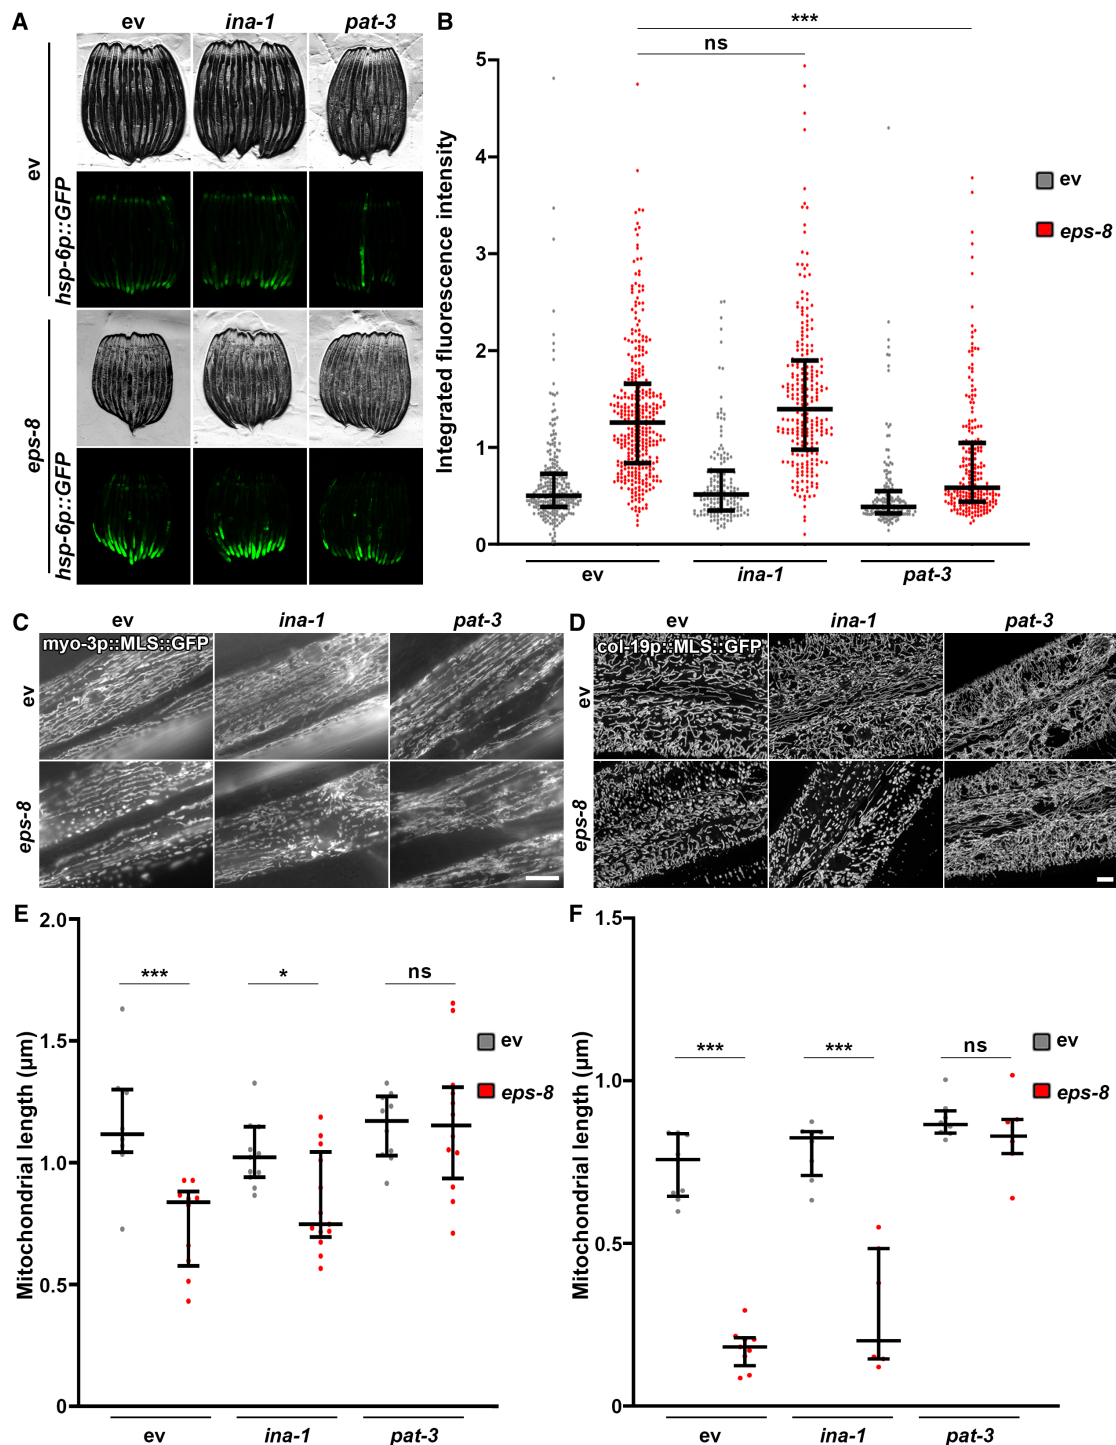 A
ev
ina-1
pat-3
ev
hsp-6p::GFP
eps-8
hsp-6p::GFP
B
***
ns
Integrated fluorescence intensity
5
4
3
2
1
0
ev
eps-8
ev
ina-1
pat-3
C
ev
ina-1
pat-3
myo-3p::MLS::GFP
ev
eps-8
D
ev
ina-1
pat-3
col-19p::MLS::GFP
ev
eps-8
E
Mitochondrial length (µm)
2.0
1.5
1.0
0.5
0
***
*
ns
ev
eps-8
ev
ina-1
pat-3
F
Mitochondrial length (µm)
1.5
1.0
0.5
0
***
***
ns
ev
eps-8
ev
ina-1
pat-3